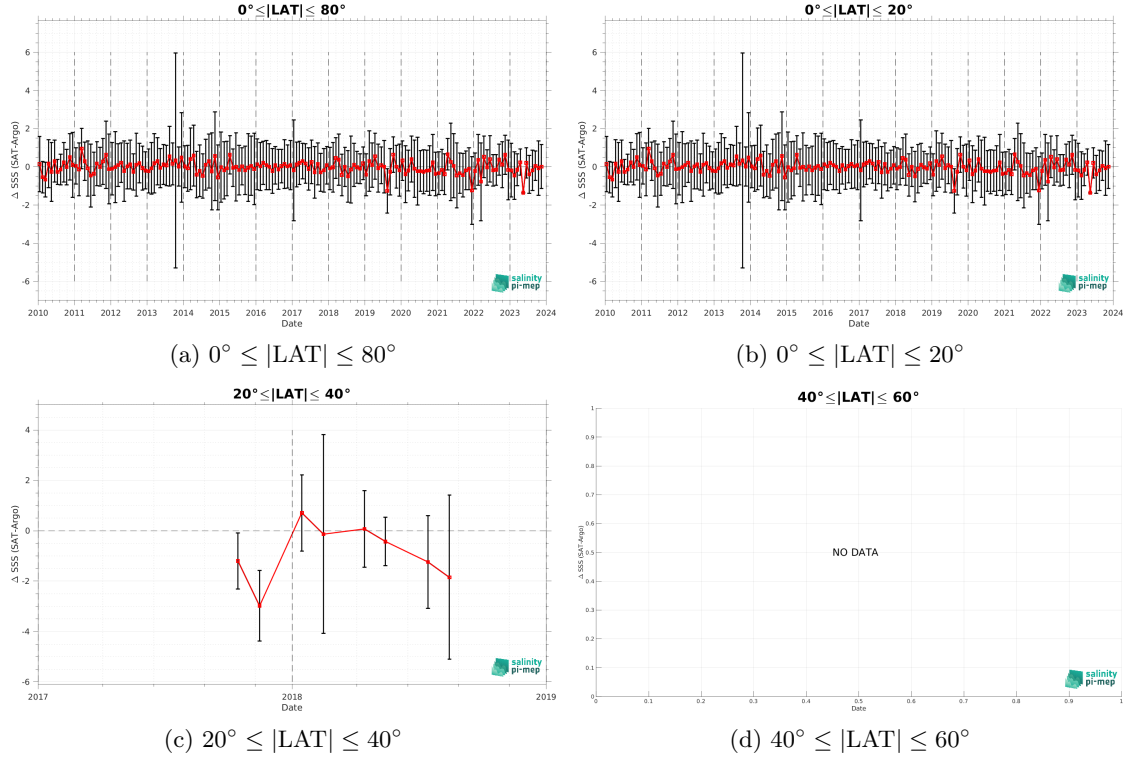 0°≤|LAT|≤ 80°
Δ SSS (SAT-Argo)
6
4
2
0
-2
-4
-6
2010 2011 2012 2013 2014 2015 2016 2017 2018 2019 2020 2021 2022 2023 2024
Date
salinity
pi-mep
(a) 0° ≤ |LAT| ≤ 80°
0°≤|LAT|≤ 20°
Δ SSS (SAT-Argo)
6
4
2
0
-2
-4
-6
2010 2011 2012 2013 2014 2015 2016 2017 2018 2019 2020 2021 2022 2023 2024
Date
salinity
pi-mep
(b) 0° ≤ |LAT| ≤ 20°
20°≤|LAT|≤ 40°
Δ SSS (SAT-Argo)
4
2
0
-2
-4
-6
2017 2018 2019
Date
salinity
pi-mep
(c) 20° ≤ |LAT| ≤ 40°
40°≤|LAT|≤ 60°
Δ SSS (SAT-Argo)
1
0.9
0.8
0.7
0.6
0.5
0.4
0.3
0.2
0.1
0
NO DATA
0 0.1 0.2 0.3 0.4 0.5 0.6 0.7 0.8 0.9 1
Date
salinity
pi-mep
(d) 40° ≤ |LAT| ≤ 60°